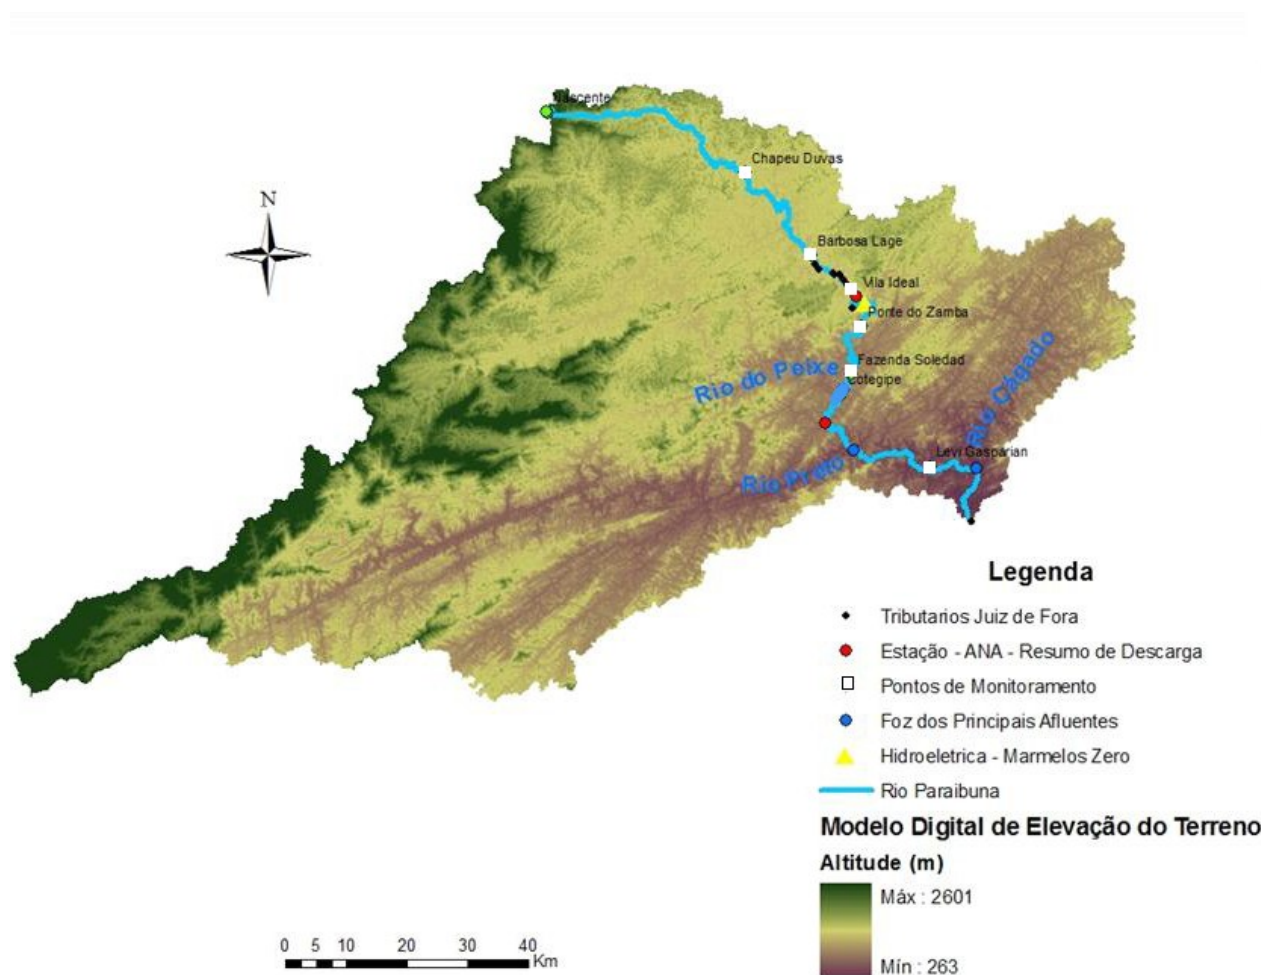 Nascente
Chapeu Duvas
N
Barbosa Lage
Vila Ideal
Ponte do Zamba
Fazenda Soledad
Rio do Peixe
Cotegipe
Rio Cágado
Levi Gasparian
Rio Preto
Legenda
Tributarios Juiz de Fora
Estação - ANA - Resumo de Descarga
Pontos de Monitoramento
Foz dos Principais Afluentes
Hidroeletrica - Marmelos Zero
Rio Paraibuna
Modelo Digital de Elevação do Terreno
Altitude (m)
Máx : 2601
Mín : 263
0 5 10 20 30 40
Km